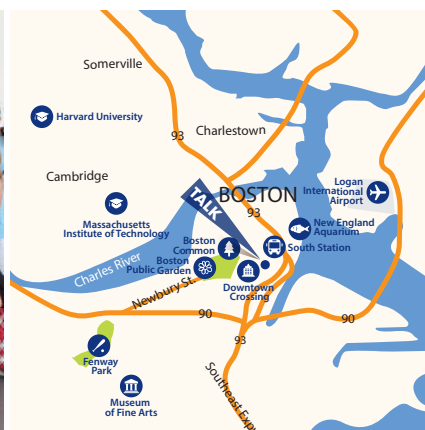 Somerville
Harvard University
93
Charlestown
Cambridge
Logan
International
Airport
TALK
BOSTON
93
Massachusetts
Institute of Technology
New England
Aquarium
South Station
Boston
Common
Boston
Public Garden
Charles River
Downtown
Crossing
Newbury St.
90
90
93
Fenway
Park
Southeast
Museum
of Fine Arts